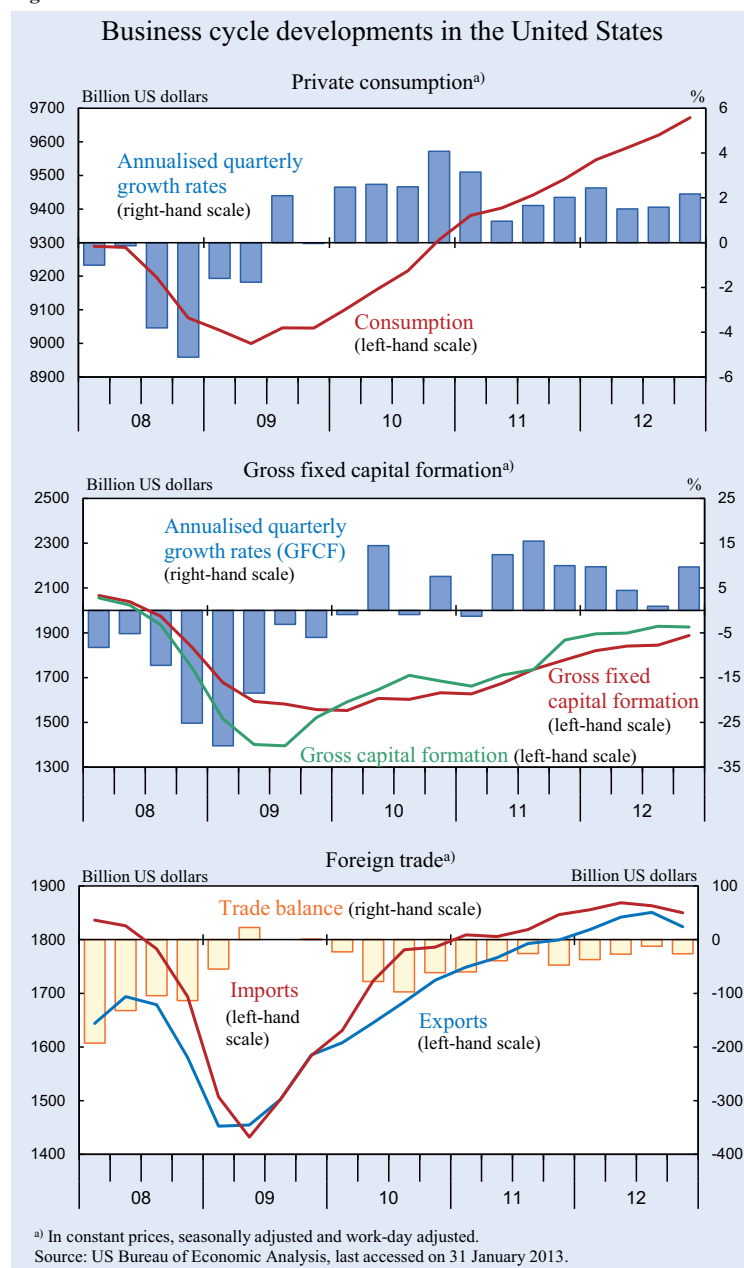 Business cycle developments in the United States
Private consumptionᵃ⁾
Billion US dollars
%
9700
9600
9500
9400
9300
9200
9100
9000
8900
6
4
2
0
-2
-4
-6
Annualised quarterly
growth rates
(right-hand scale)
Consumption
(left-hand scale)
08 09 10 11 12
Gross fixed capital formationᵃ⁾
Billion US dollars
%
2500
2300
2100
1900
1700
1500
1300
25
15
5
-5
-15
-25
-35
Annualised quarterly
growth rates (GFCF)
(right-hand scale)
Gross fixed
capital formation
(left-hand scale)
Gross capital formation (left-hand scale)
08 09 10 11 12
Foreign tradeᵃ⁾
Billion US dollars
Billion US dollars
1900
1800
1700
1600
1500
1400
100
0
-100
-200
-300
-400
Trade balance (right-hand scale)
Imports
(left-hand
scale)
Exports
(left-hand scale)
08 09 10 11 12
ᵃ⁾ In constant prices, seasonally adjusted and work-day adjusted.
Source: US Bureau of Economic Analysis, last accessed on 31 January 2013.